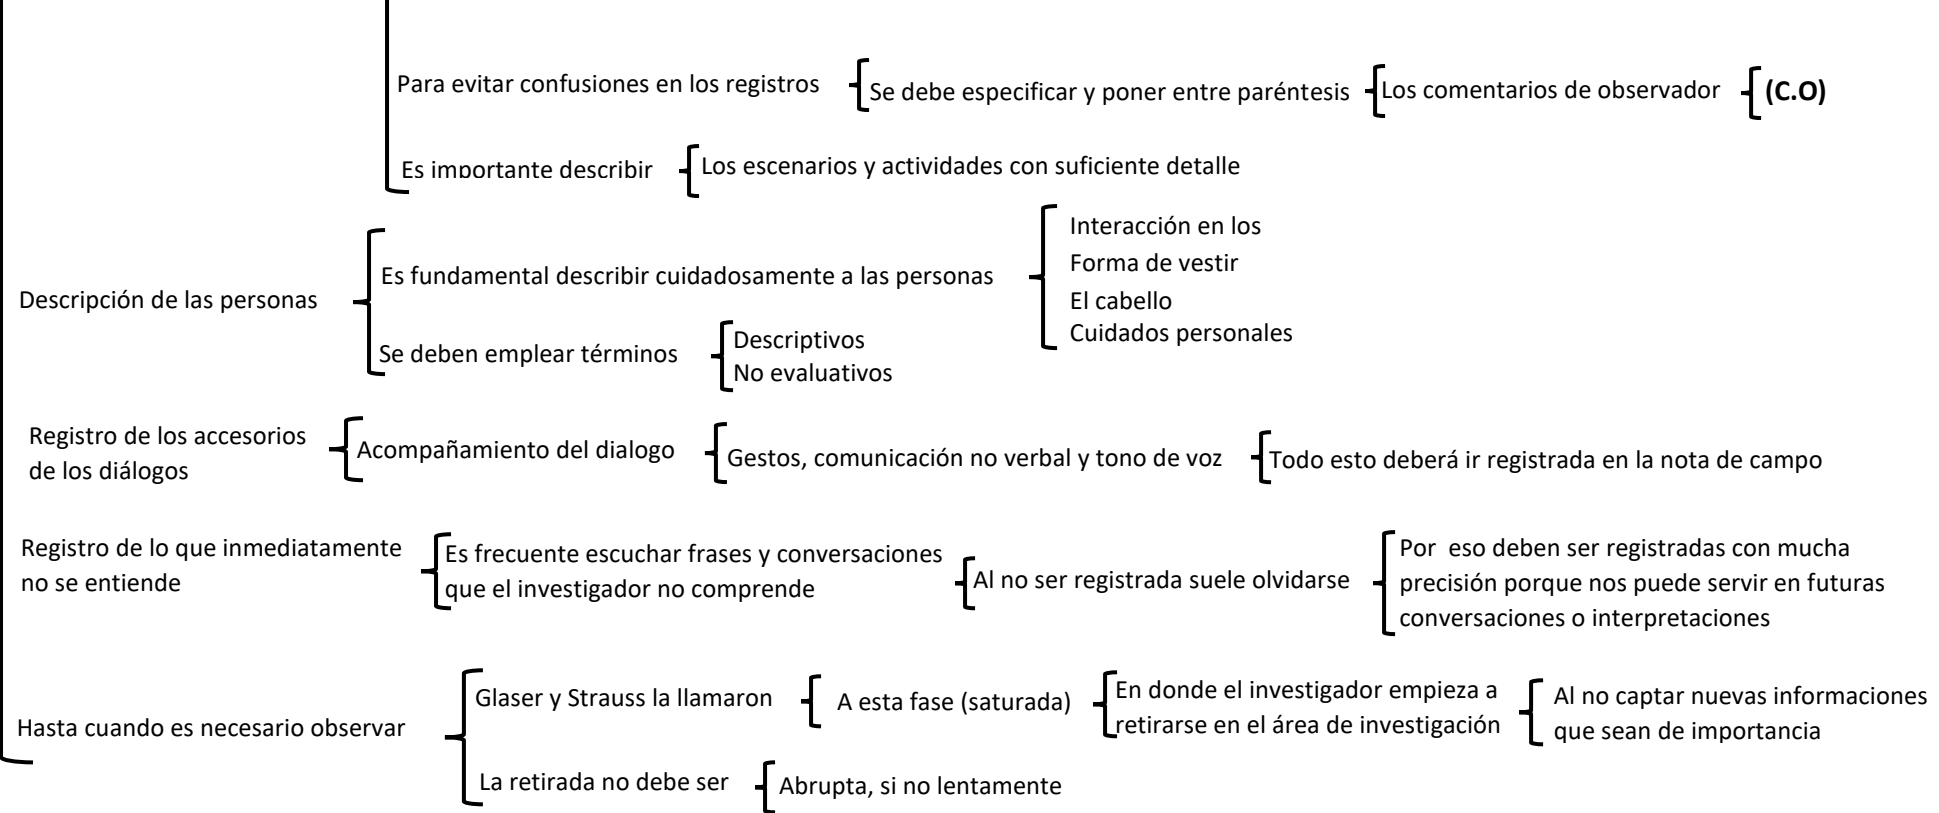 Para evitar confusiones en los registros
Se debe especificar y poner entre paréntesis
Los comentarios de observador
(C.O)
Es importante describir
Los escenarios y actividades con suficiente detalle
Descripción de las personas
Es fundamental describir cuidadosamente a las personas
Interacción en los
Forma de vestir
El cabello
Cuidados personales
Se deben emplear términos
Descriptivos
No evaluativos
Registro de los accesorios
de los diálogos
Acompañamiento del dialogo
Gestos, comunicación no verbal y tono de voz
Todo esto deberá ir registrada en la nota de campo
Registro de lo que inmediatamente
no se entiende
Es frecuente escuchar frases y conversaciones
que el investigador no comprende
Al no ser registrada suele olvidarse
Por eso deben ser registradas con mucha
precisión porque nos puede servir en futuras
conversaciones o interpretaciones
Hasta cuando es necesario observar
Glaser y Strauss la llamaron
A esta fase (saturada)
En donde el investigador empieza a
retirarse en el área de investigación
Al no captar nuevas informaciones
que sean de importancia
La retirada no debe ser
Abrupta, si no lentamente